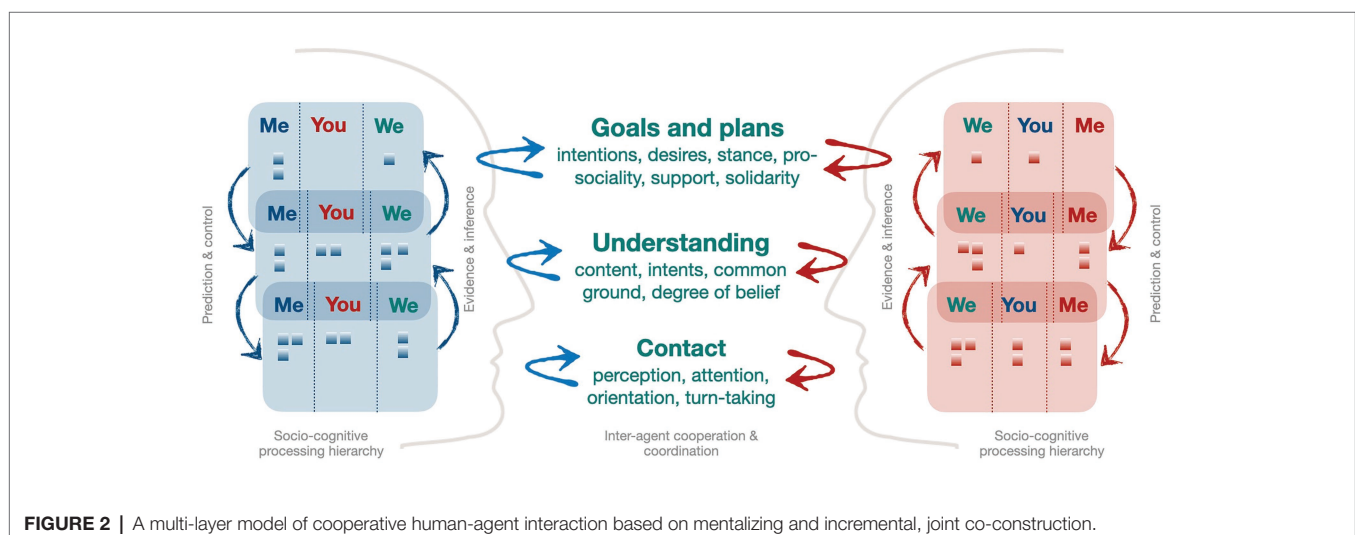 Me You We
Me You We
Me You We
Prediction & control
Evidence & inference
Socio-cognitive
processing hierarchy
Goals and plans
intentions, desires, stance, pro-
sociality, support, solidarity
Understanding
content, intents, common
ground, degree of belief
Contact
perception, attention,
orientation, turn-taking
Inter-agent cooperation &
coordination
We You Me
We You Me
We You Me
Evidence & inference
Prediction & control
Socio-cognitive
processing hierarchy
FIGURE 2 | A multi-layer model of cooperative human-agent interaction based on mentalizing and incremental, joint co-construction.